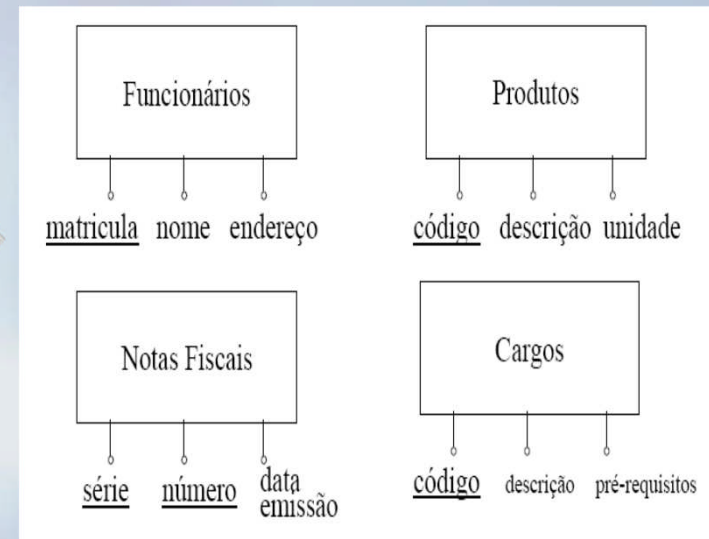 Funcionários
matricula nome endereço
Produtos
código descrição unidade
Notas Fiscais
série número data
emissão
Cargos
código descrição pré-requisitos